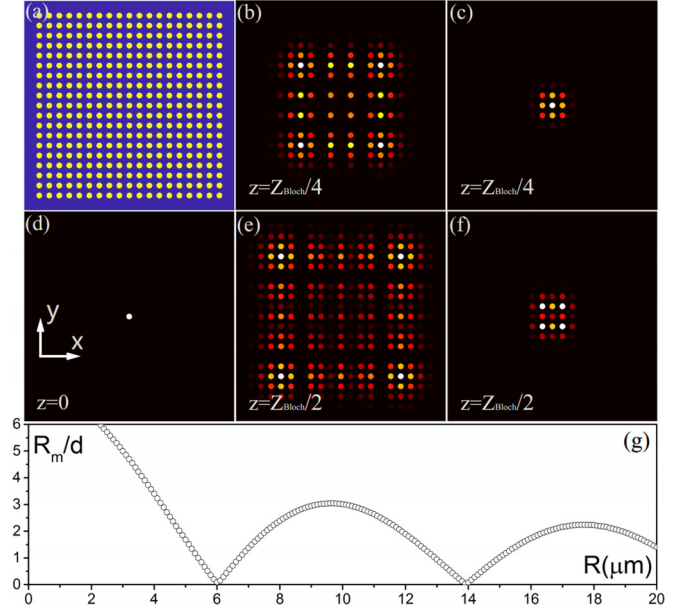 (a) (b) (c)
z=Z_Bloch/4 z=Z_Bloch/4
(d) (e) (f)
y
x
z=0 z=Z_Bloch/2 z=Z_Bloch/2
6 R_m/d (g)
5
4
3
2
1
0 R(μm)
0 2 4 6 8 10 12 14 16 18 20